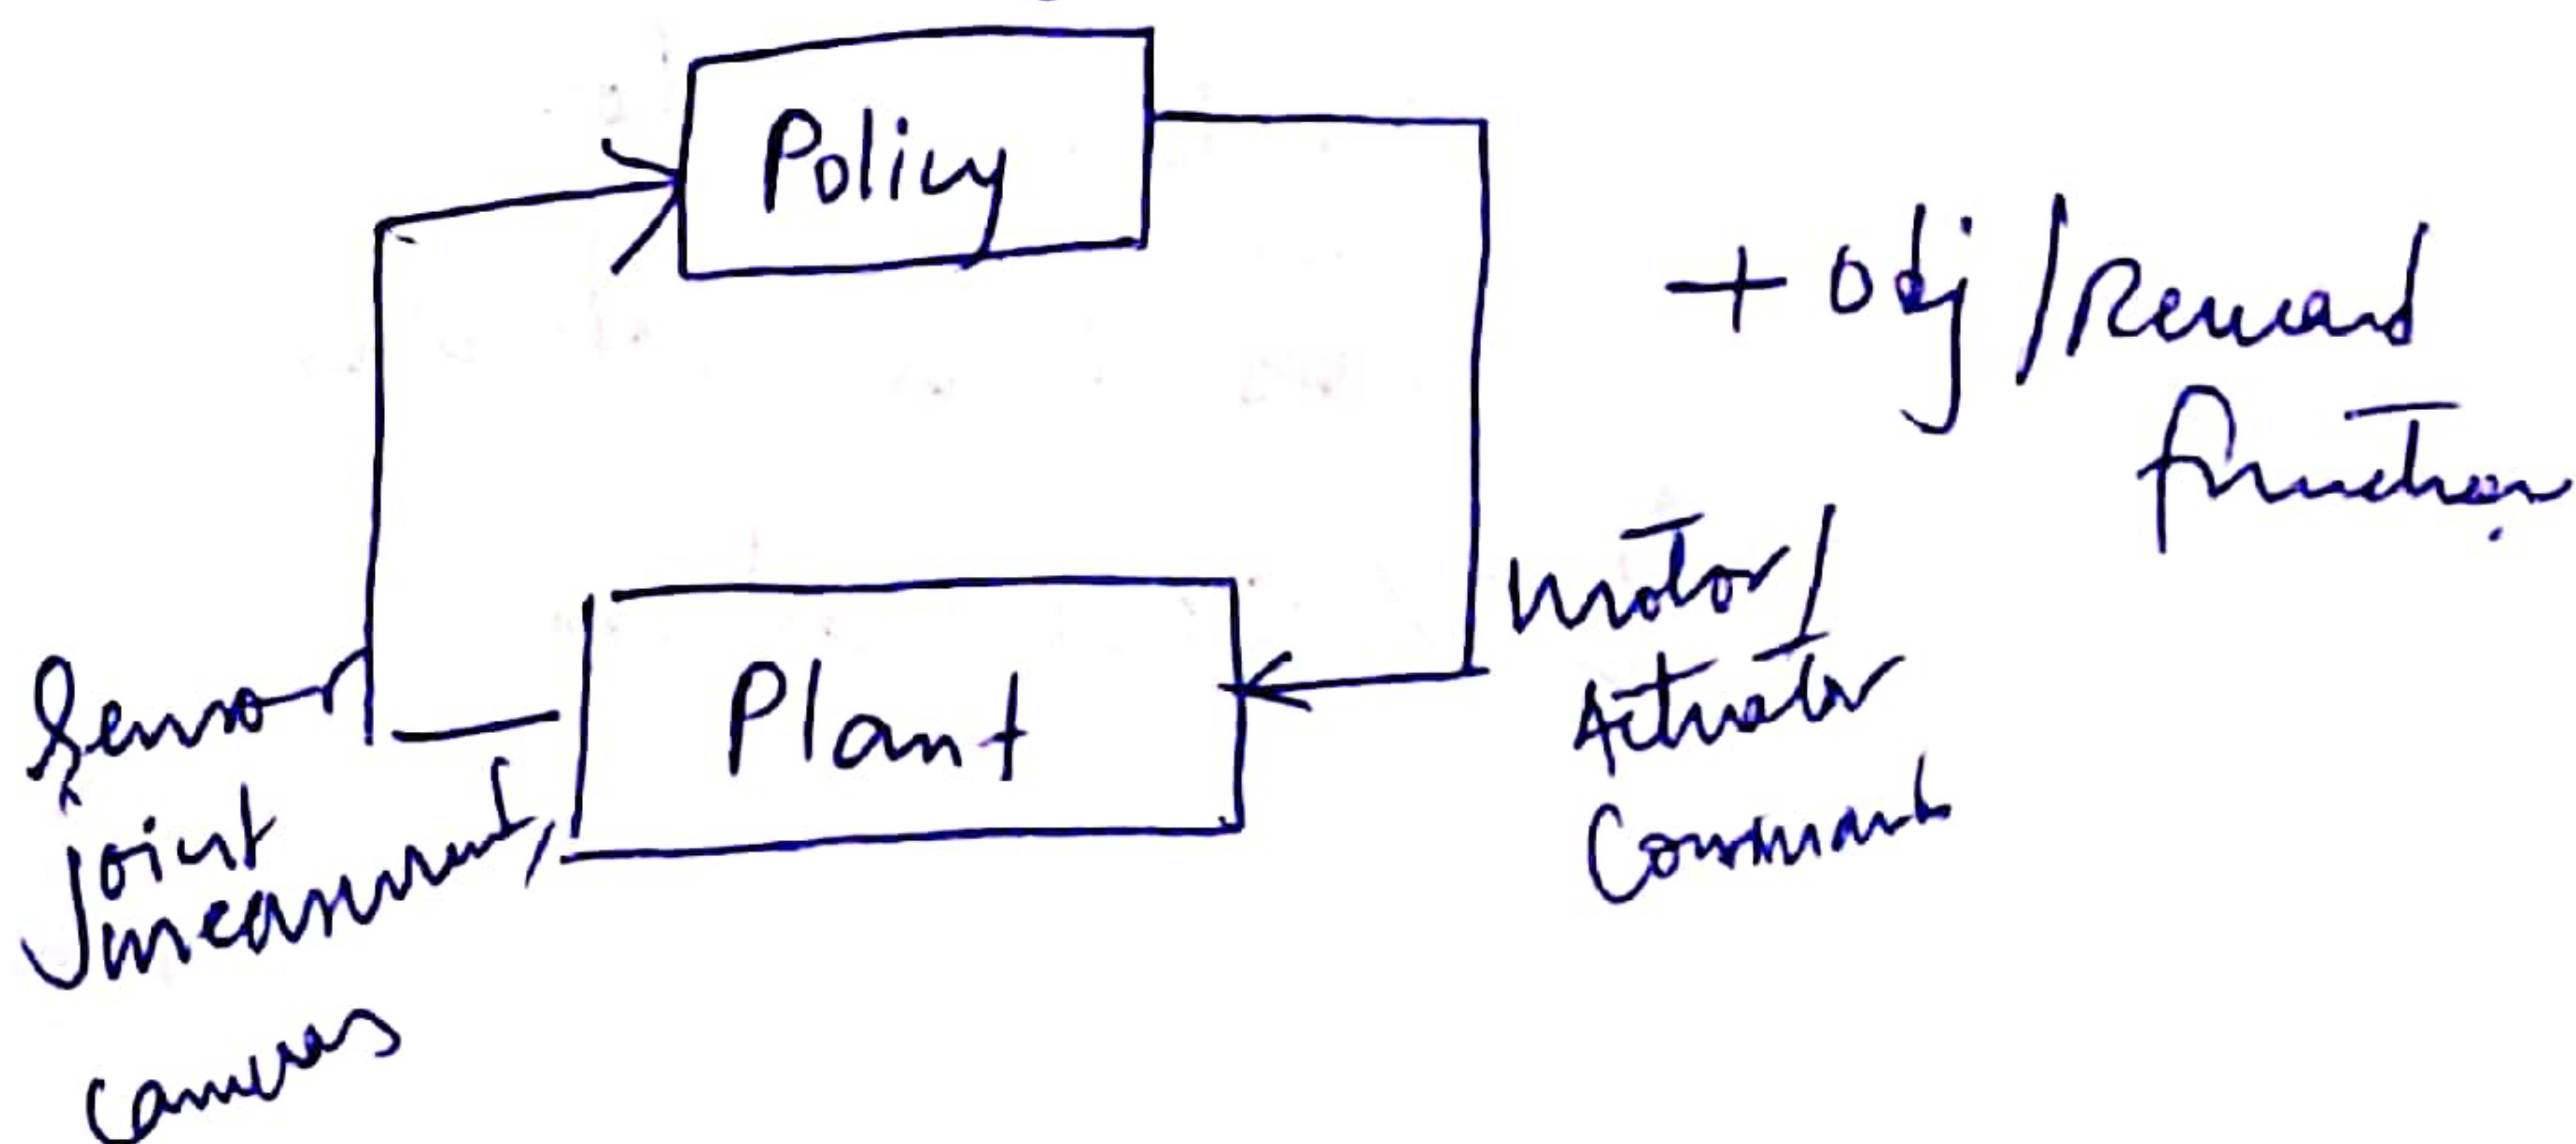 Policy
+ Obj / Reward
function
Motor /
Actuator
Command
Plant
Sensor
joint
measurement,
cameras